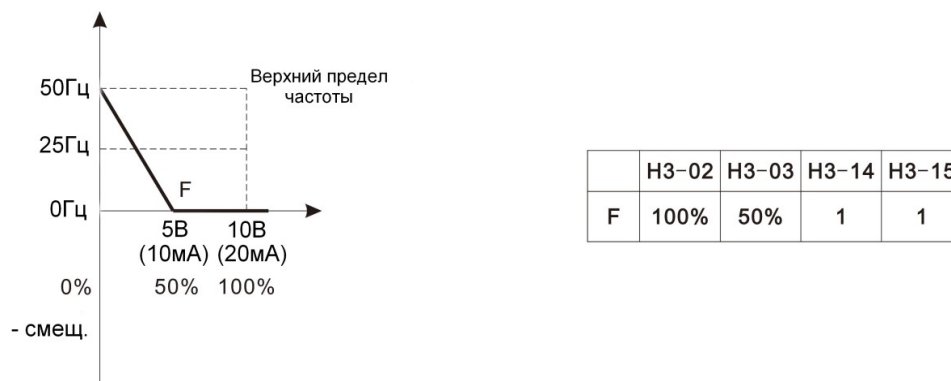 50Гц
Верхний предел
частоты
25Гц
F
0Гц
5В 10В
(10мА) (20мА)
0% 50% 100%
- смещ.
H3-02 H3-03 H3-14 H3-15
F 100% 50% 1 1